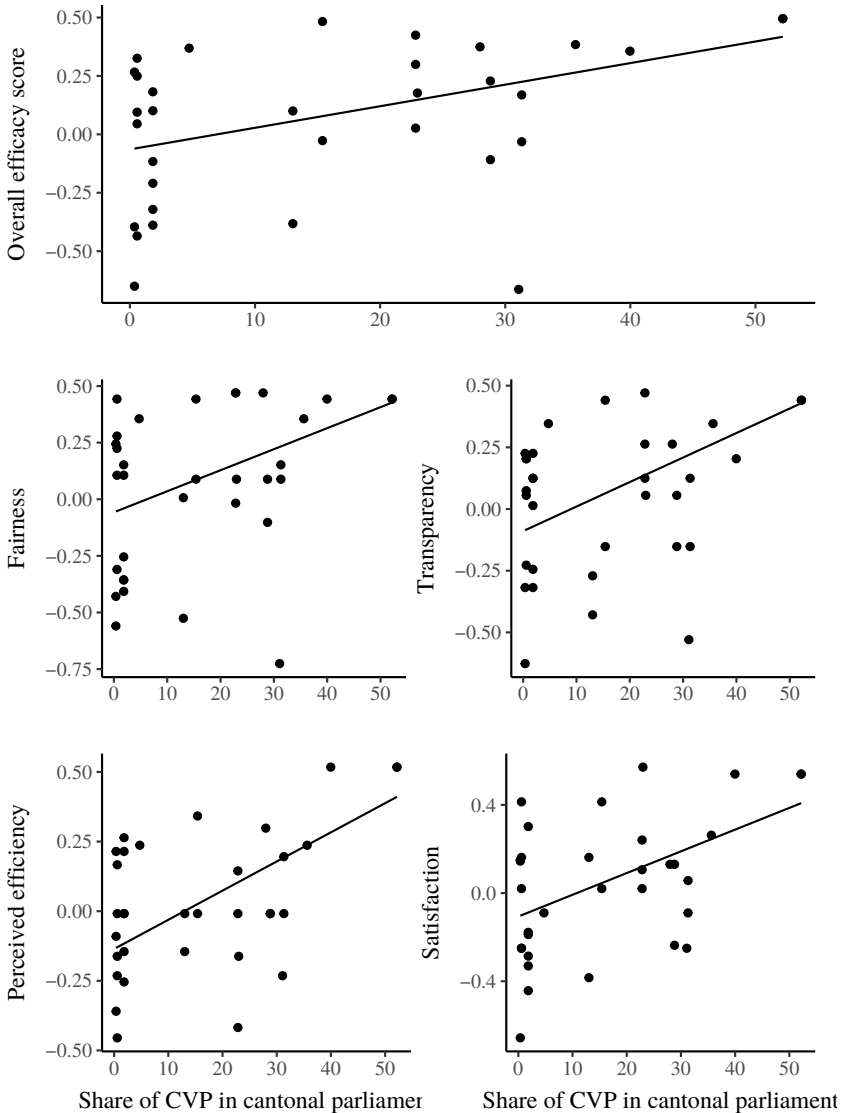 Overall efficacy score
0.50
0.25
0.00
−0.25
−0.50
0 10 20 30 40 50
Fairness
0.50
0.25
0.00
−0.25
−0.50
−0.75
0 10 20 30 40 50
Transparency
0.50
0.25
0.00
−0.25
−0.50
0 10 20 30 40 50
Perceived efficiency
0.50
0.25
0.00
−0.25
−0.50
0 10 20 30 40 50
Share of CVP in cantonal parliamen
Satisfaction
0.4
0.0
−0.4
0 10 20 30 40 50
Share of CVP in cantonal parliament